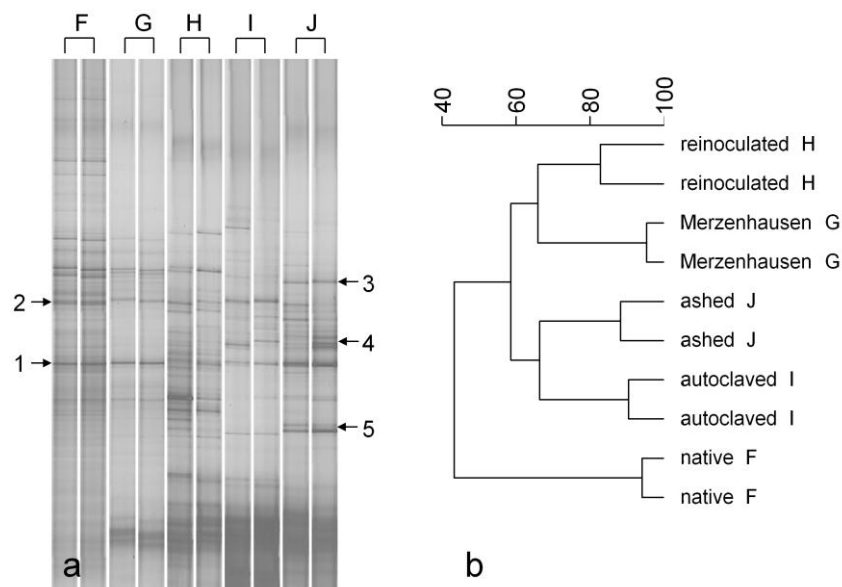 F G H I J
2
1
3
4
5
a
40 60 80 100
reinoculated H
reinoculated H
Merzenhausen G
Merzenhausen G
ashed J
ashed J
autoclaved I
autoclaved I
native F
native F
b